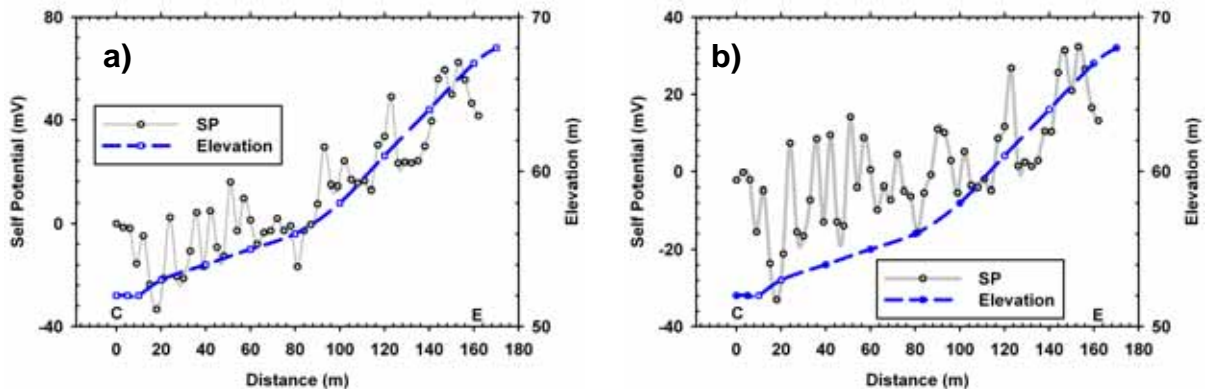 a)
80
40
0
-40
Self Potential (mV)
70
60
50
Elevation (m)
SP
Elevation
C
E
0 20 40 60 80 100 120 140 160 180
Distance (m)
b)
40
20
0
-20
-40
Self Potential (mV)
70
60
50
Elevation (m)
SP
Elevation
C
E
0 20 40 60 80 100 120 140 160 180
Distance (m)